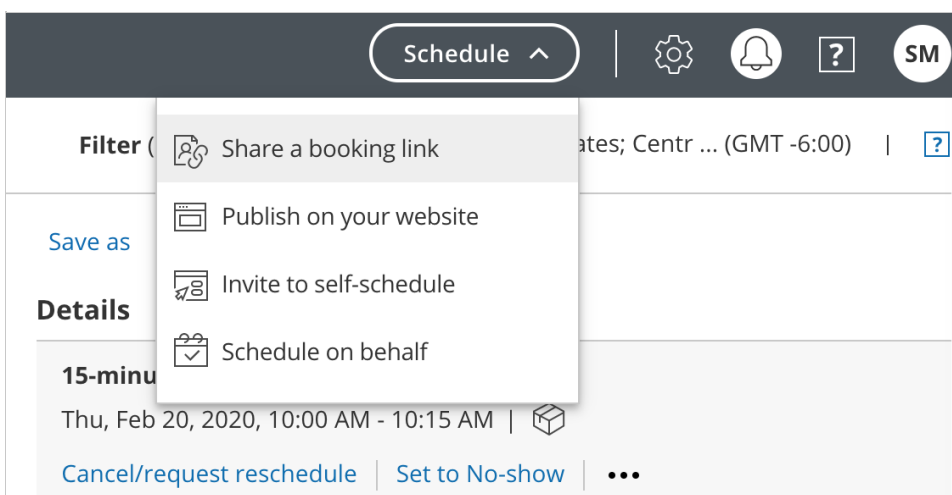 Schedule
?
SM
Filter (
ates; Centr ... (GMT -6:00) |
?
Share a booking link
Publish on your website
Save as
Invite to self-schedule
Details
Schedule on behalf
15-minu
Thu, Feb 20, 2020, 10:00 AM - 10:15 AM |
Cancel/request reschedule | Set to No-show | •••